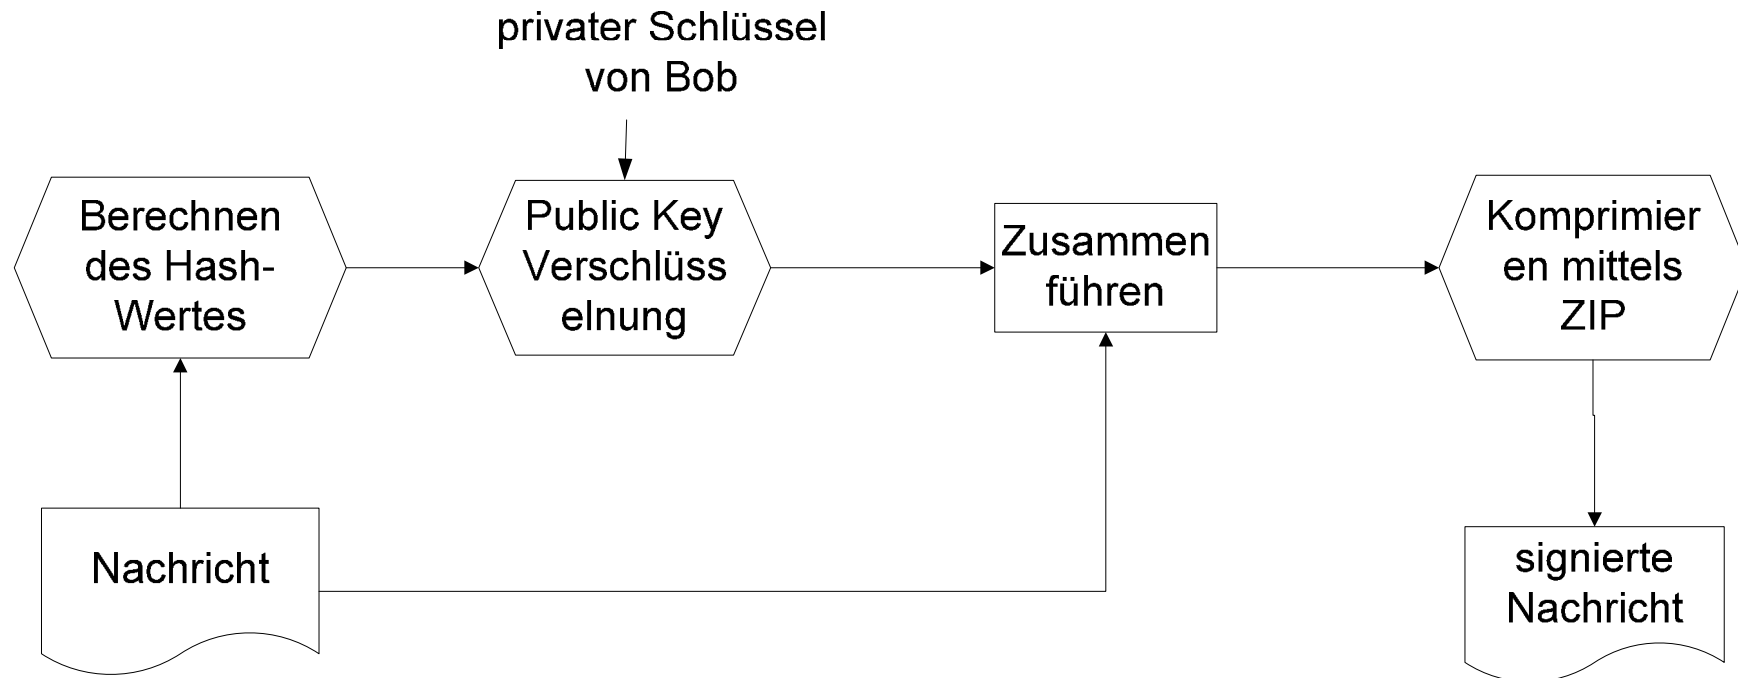 privater Schlüssel
von Bob
Berechnen
des Hash-
Wertes
Public Key
Verschlüss
elnung
Zusammen
führen
Komprimier
en mittels
ZIP
Nachricht
signierte
Nachricht